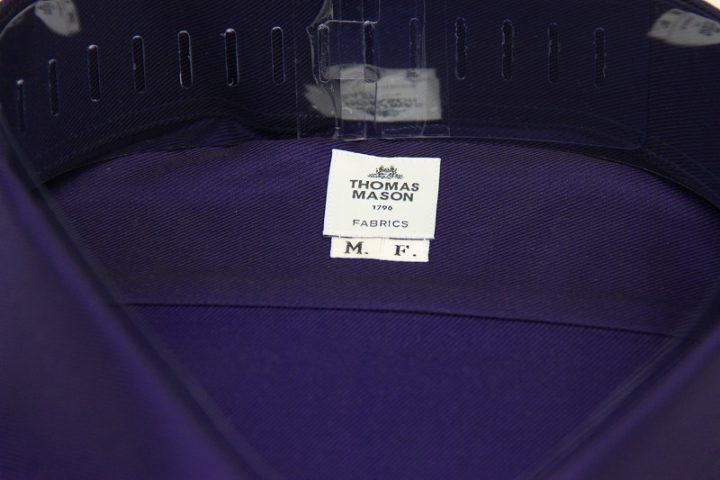 THOMAS
MASON
1796
FABRICS
M. F.